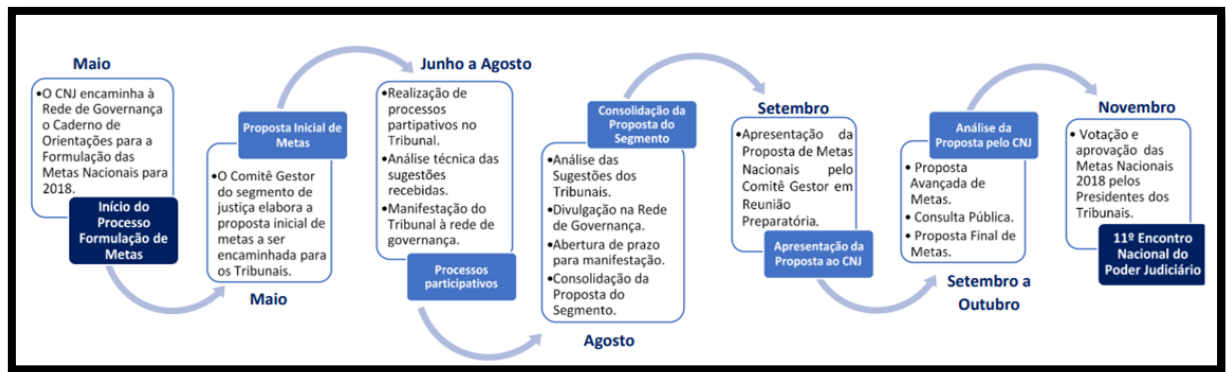 Maio
•O CNJ encaminha à
Rede de Governança
o Caderno de
Orientações para a
Formulação das
Metas Nacionais para
2018.
Início do
Processo
Formulação de
Metas
Proposta Inicial de
Metas
•O Comitê Gestor
do segmento de
justiça elabora a
proposta inicial de
metas a ser
encaminhada para
os Tribunais.
Maio
Junho a Agosto
•Realização de
processos
partipativos no
Tribunal.
•Análise técnica das
sugestões
recebidas.
•Manifestação do
Tribunal à rede de
governança.
Processos
participativos
Consolidação da
Proposta do
Segmento
•Análise das
Sugestões dos
Tribunais.
•Divulgação na Rede
de Governança.
•Abertura de prazo
para manifestação.
•Consolidação da
Proposta do
Segmento.
Agosto
Setembro
•Apresentação da
Proposta de Metas
Nacionais pelo
Comitê Gestor em
Reunião
Preparatória.
Apresentação da
Proposta ao CNJ
Análise da
Proposta pelo CNJ
• Proposta
Avançada de
Metas.
• Consulta Pública.
• Proposta Final de
Metas.
Setembro a
Outubro
Novembro
• Votação e
aprovação das
Metas Nacionais
2018 pelos
Presidentes dos
Tribunais.
11º Encontro
Nacional do
Poder Judiciário